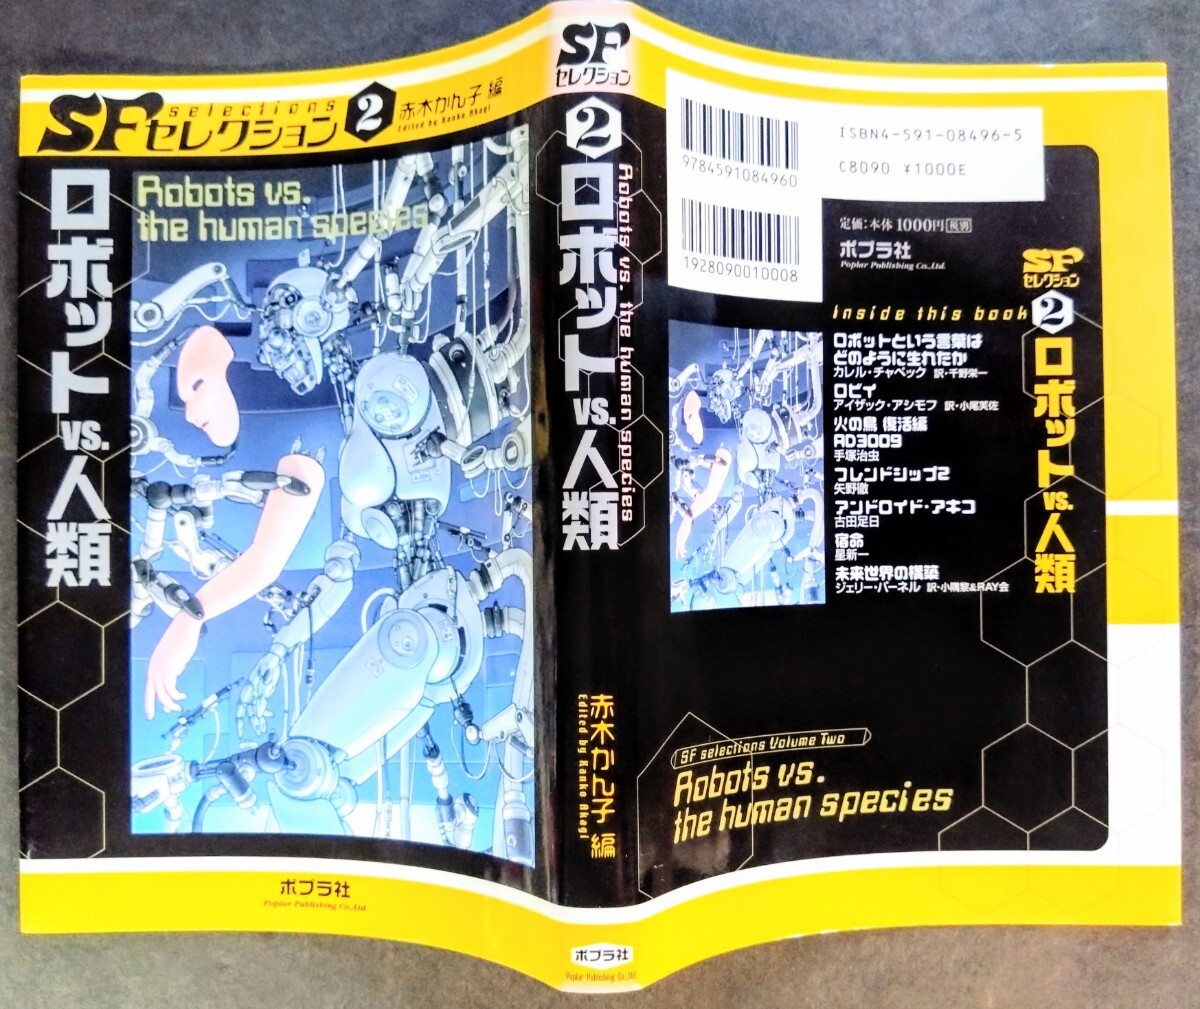 SF selections
セレクション 2
赤木かん子 編
Edited by Kanko Akagi
ロボット vs. 人類
Robots vs.
the human species
ポプラ社
Poplar Publishing Co.,Ltd.
SF
セレクション
2
ロボット vs. 人類
Robots vs. the human species
赤木かん子 編
Edited by Kanko Akagi
ポプラ社
Poplar Publishing Co.,Ltd.
9784591084960
1928090010008
ISBN4-591-08496-5
C8090 ¥1000E
定価:本体 1000円 税別
ポプラ社
Poplar Publishing Co.,Ltd.
SF
セレクション
2
ロボット vs. 人類
inside this book
ロボットという言葉は
どのように生れたか
カレル・チャペック 訳・千野栄一
ロビイ
アイザック・アシモフ 訳・小尾芙佐
火の鳥 復活編
AD3009
手塚治虫
フレンドシップ2
矢野徹
アンドロイド・アキコ
古田足日
宿命
星新一
未来世界の構築
ジェリー・パーネル 訳・小隅黎&RAY会
SF selections Volume Two
Robots vs.
the human species